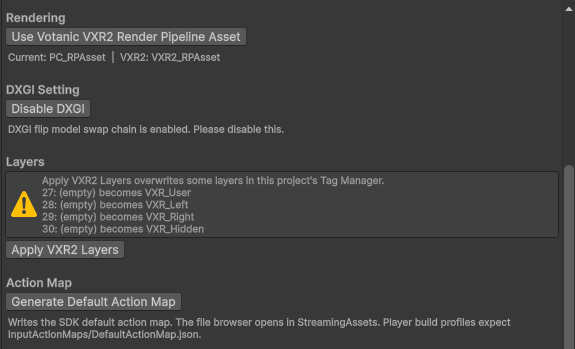 Rendering
Use Votanic VXR2 Render Pipeline Asset
Current: PC_RPAsset | VXR2: VXR2_RPAsset
DXGI Setting
Disable DXGI
DXGI flip model swap chain is enabled. Please disable this.
Layers
Apply VXR2 Layers overwrites some layers in this project's Tag Manager.
27: (empty) becomes VXR_User
28: (empty) becomes VXR_Left
29: (empty) becomes VXR_Right
30: (empty) becomes VXR_Hidden
Apply VXR2 Layers
Action Map
Generate Default Action Map
Writes the SDK default action map. The file browser opens in StreamingAssets. Player build profiles expect
InputActionMaps/DefaultActionMap.json.